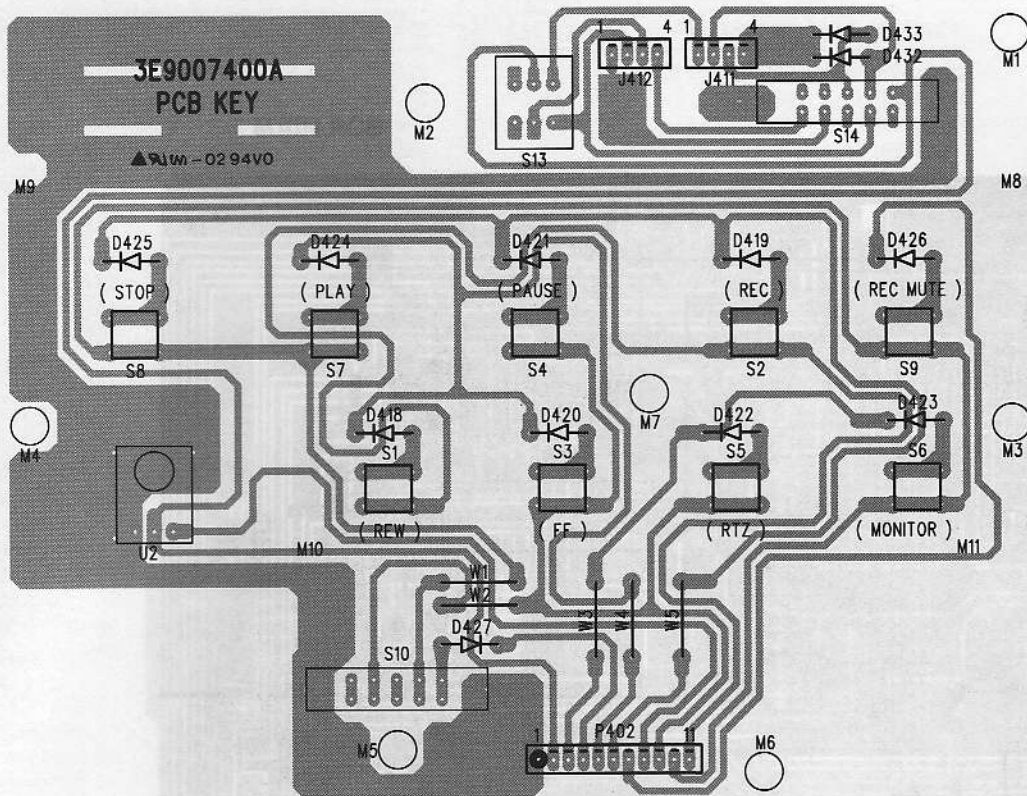 3E9007400A
PCB KEY
-02 94V0
1 4
J412
1 4
J411
D433
D432
M1
M2
S13
S14
M9
M8
D425
( STOP )
S8
D424
( PLAY )
S7
D421
( PAUSE )
S4
D419
( REC )
S2
D426
( REC MUTE )
S9
M4
M7
M3
D418
S1
( REW )
D420
S3
( FF )
D422
S5
( RTZ )
D423
S6
( MONITOR )
U2
M10
M11
W1
W2
W3
W4
W5
D427
S10
M5
P402
1 11
M6